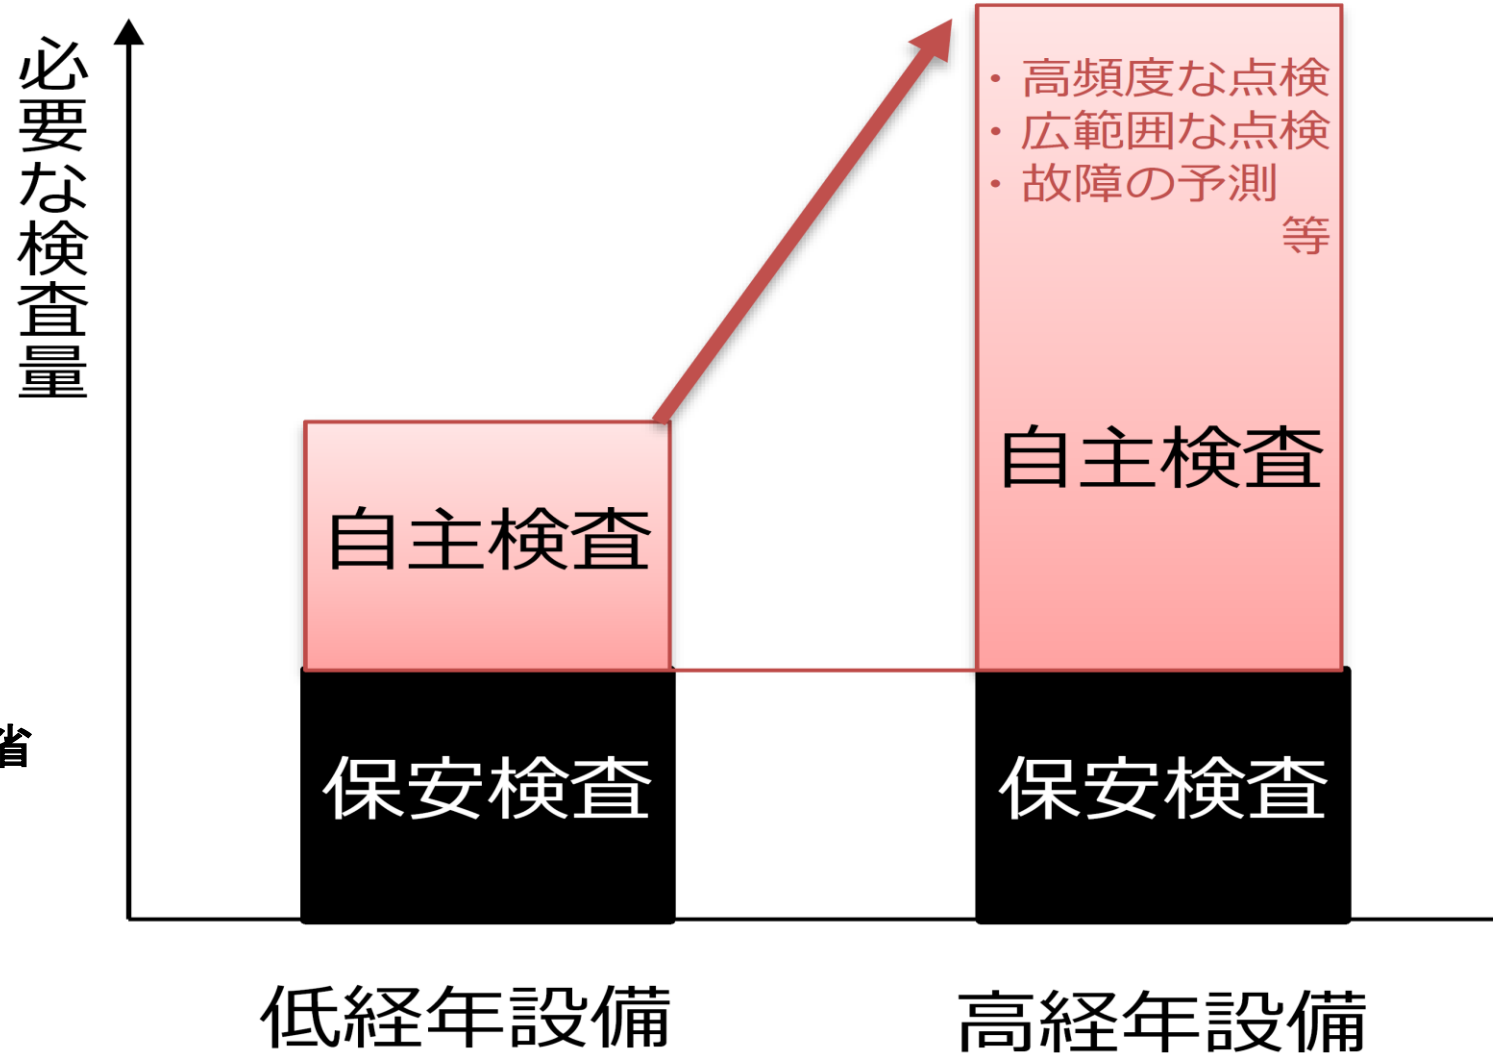 必要な検査量
・高頻度な点検
・広範囲な点検
・故障の予測
等
自主検査
自主検査
省
保安検査
保安検査
低経年設備
高経年設備